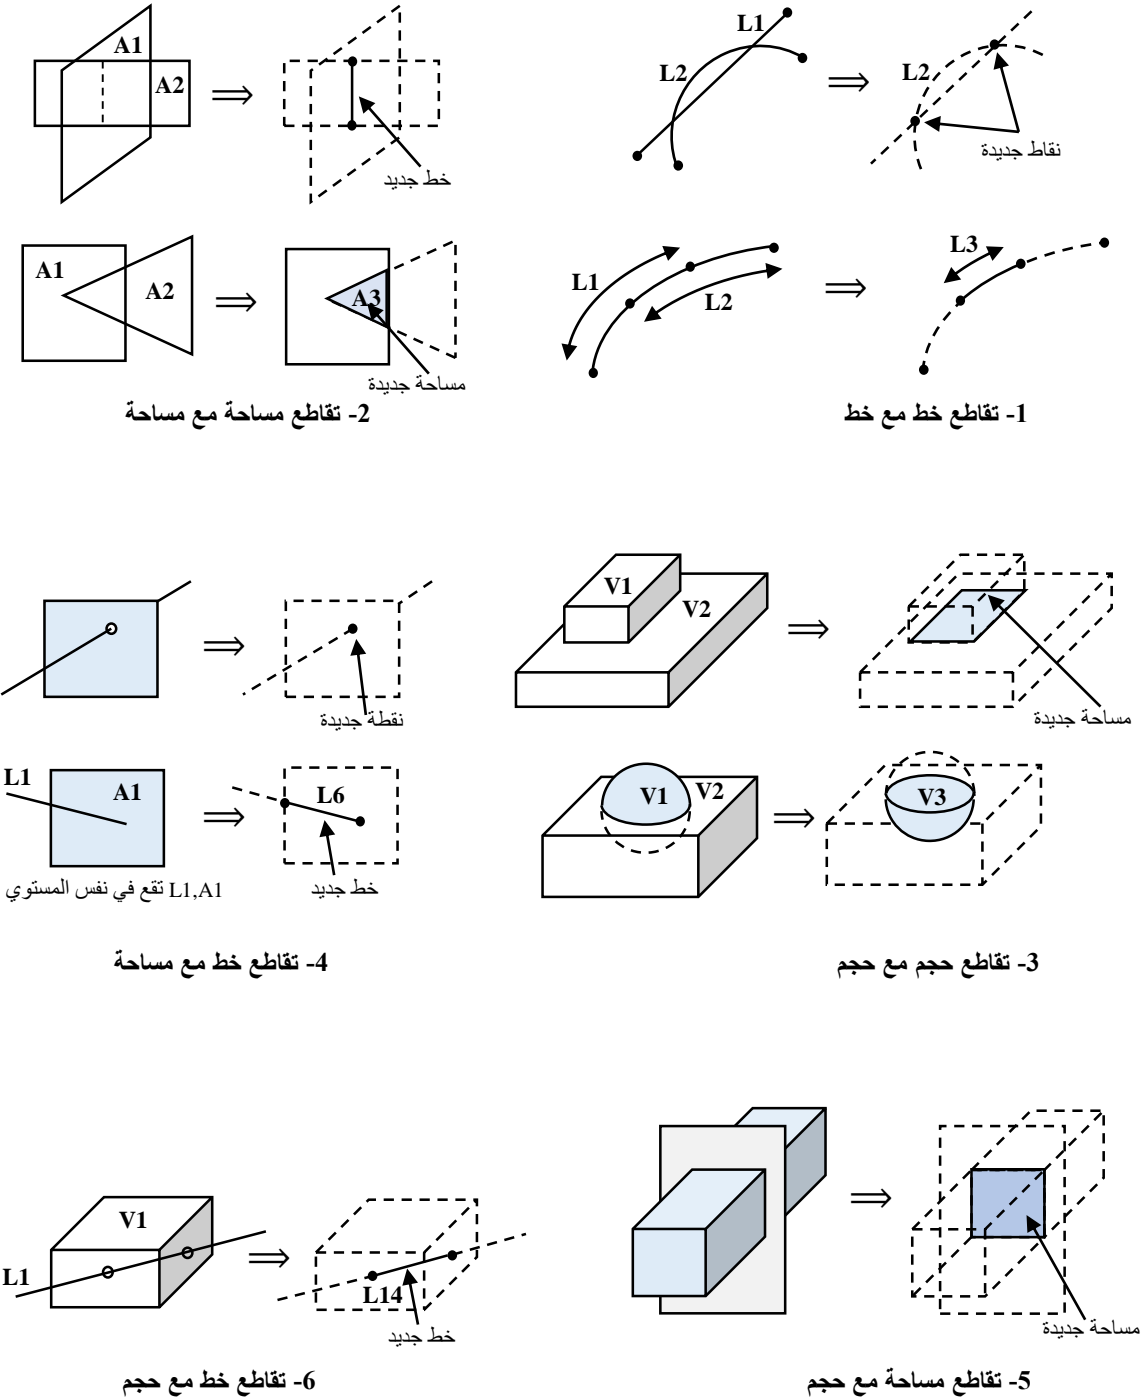 L1
L2
L2
نقاط جديدة
L1
L2
L3
1- تقاطع خط مع خط
A1
A2
خط جديد
A1
A2
A3
مساحة جديدة
2- تقاطع مساحة مع مساحة
V1
V2
مساحة جديدة
V1
V2
V3
3- تقاطع حجم مع حجم
نقطة جديدة
L1
A1
L6
L1,A1 تقع في نفس المستوي
خط جديد
4- تقاطع خط مع مساحة
مساحة جديدة
5- تقاطع مساحة مع حجم
V1
L1
L14
خط جديد
6- تقاطع خط مع حجم